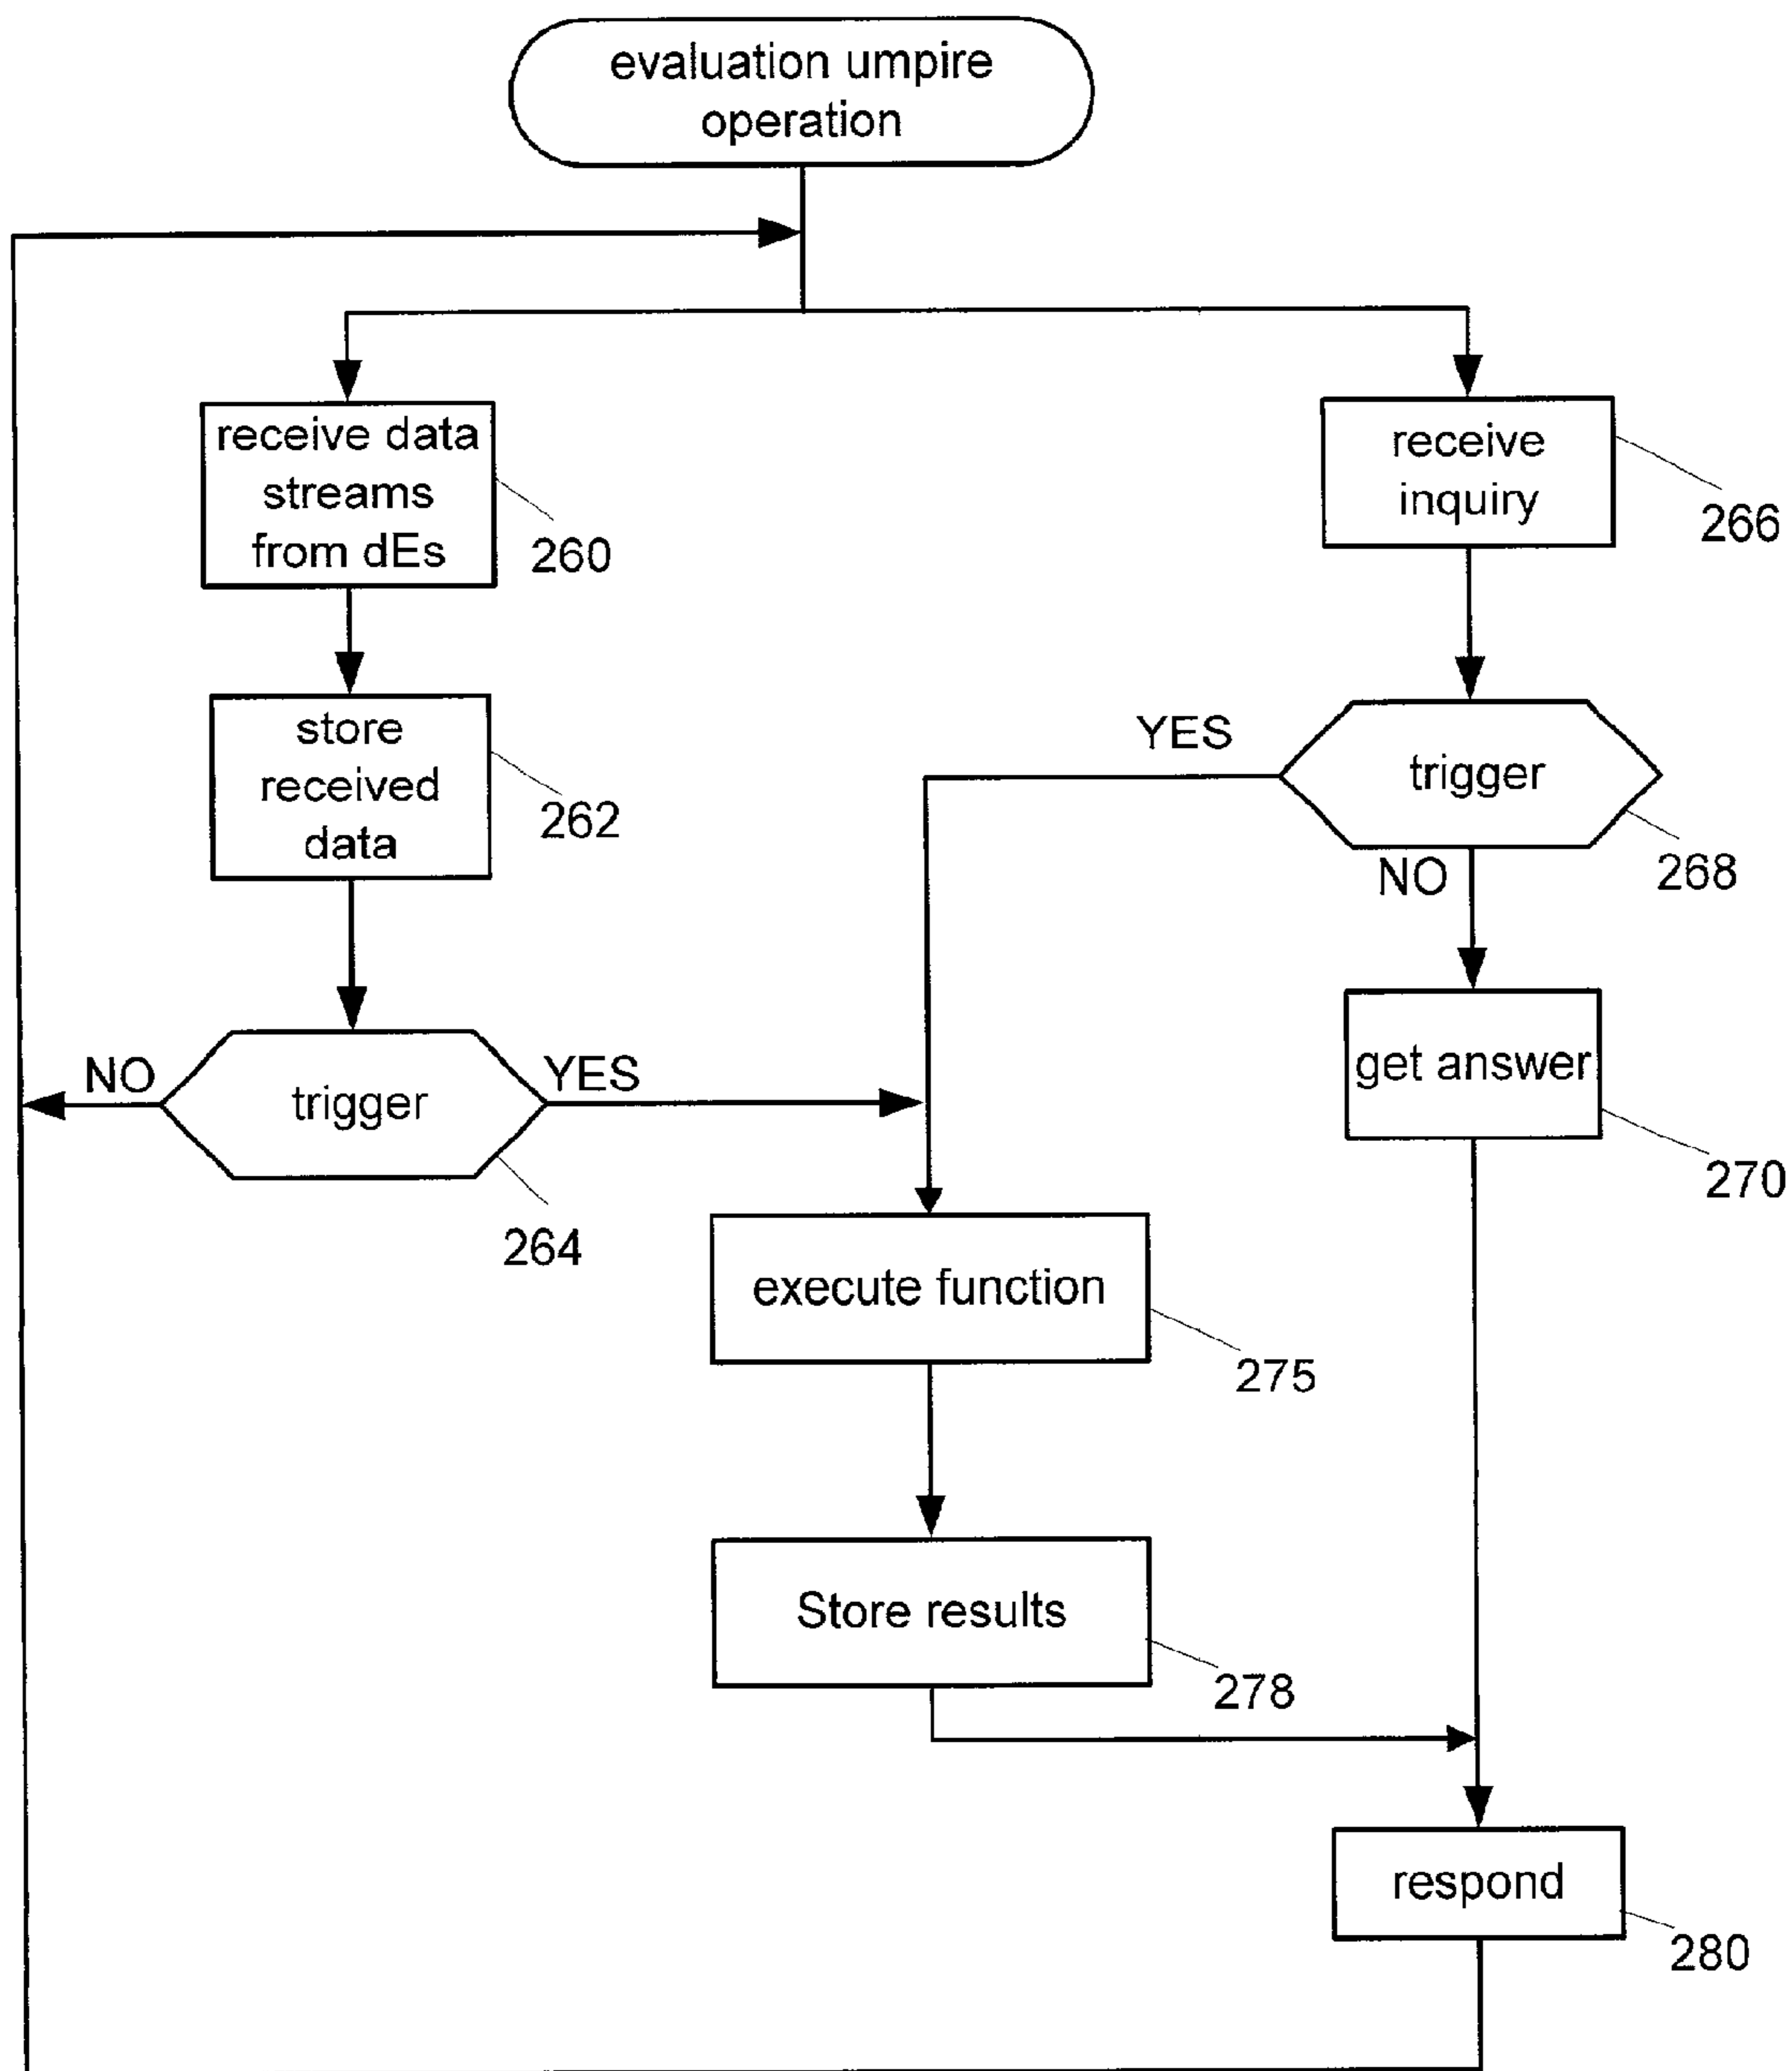 evaluation umpire
operation
receive data
streams
from dEs
260
receive
inquiry
266
store
received
data
262
YES
trigger
268
NO
NO
trigger
YES
264
get answer
270
execute function
275
Store results
278
respond
280